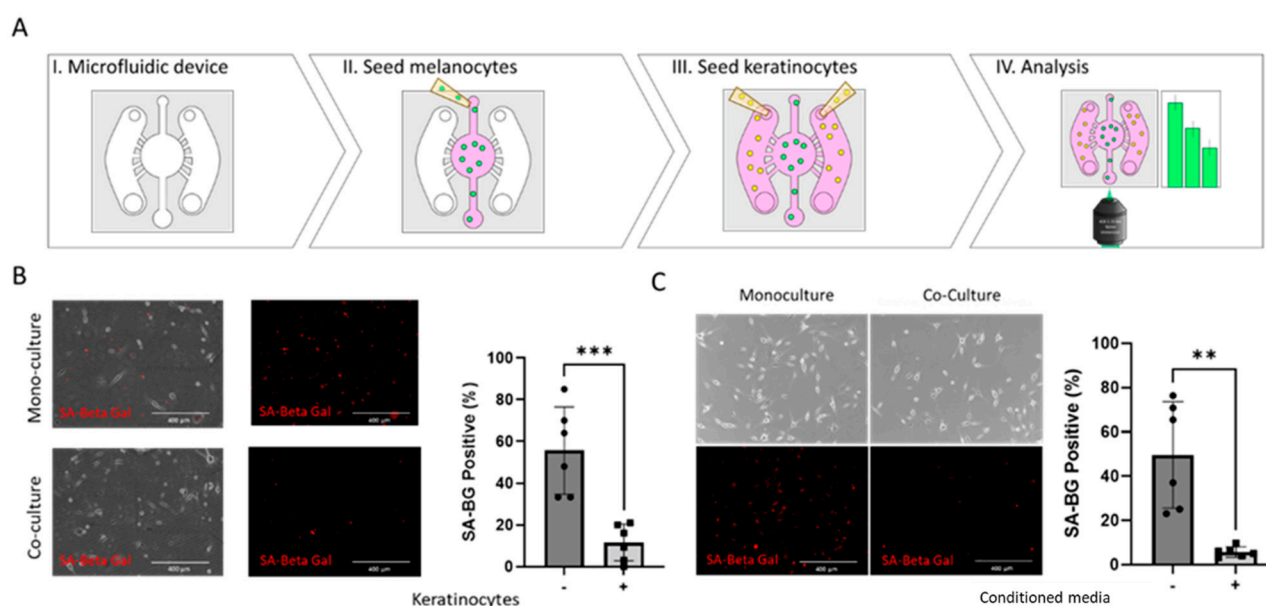 A
I. Microfluidic device
II. Seed melanocytes
III. Seed keratinocytes
IV. Analysis
B
Mono-culture
SA-Beta Gal
400 μm
SA-Beta Gal
400 μm
Co-culture
SA-Beta Gal
400 μm
SA-Beta Gal
400 μm
SA-BG Positive (%)
100
80
60
40
20
0
***
-
+
Keratinocytes
C
Monoculture
Co-Culture
SA-Beta Gal
400 μm
SA-Beta Gal
400 μm
SA-BG Positive (%)
100
80
60
40
20
0
**
-
+
Conditioned media